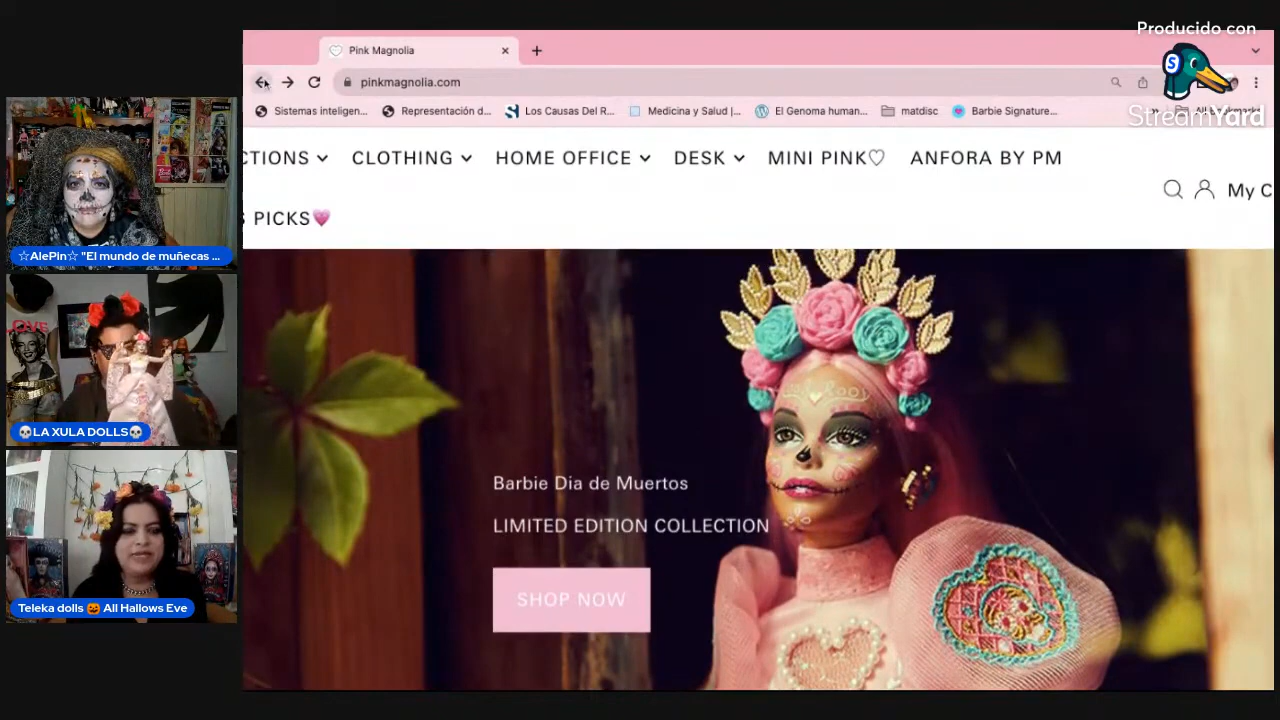 Producido con
StreamYard
Pink Magnolia
pinkmagnolia.com
Sistemas inteligen...
Representación d...
Los Causas Del R...
Medicina y Salud |...
El Genoma human...
matdisc
Barbie Signature...
CTIONS
CLOTHING
HOME OFFICE
DESK
MINI PINK♡
ANFORA BY PM
My C
S PICKS💗
☆AlePin☆ "El mundo de muñecas ...
💀LA XULA DOLLS💀
Teleka dolls 🎃 All Hallows Eve
Barbie Dia de Muertos
LIMITED EDITION COLLECTION
SHOP NOW